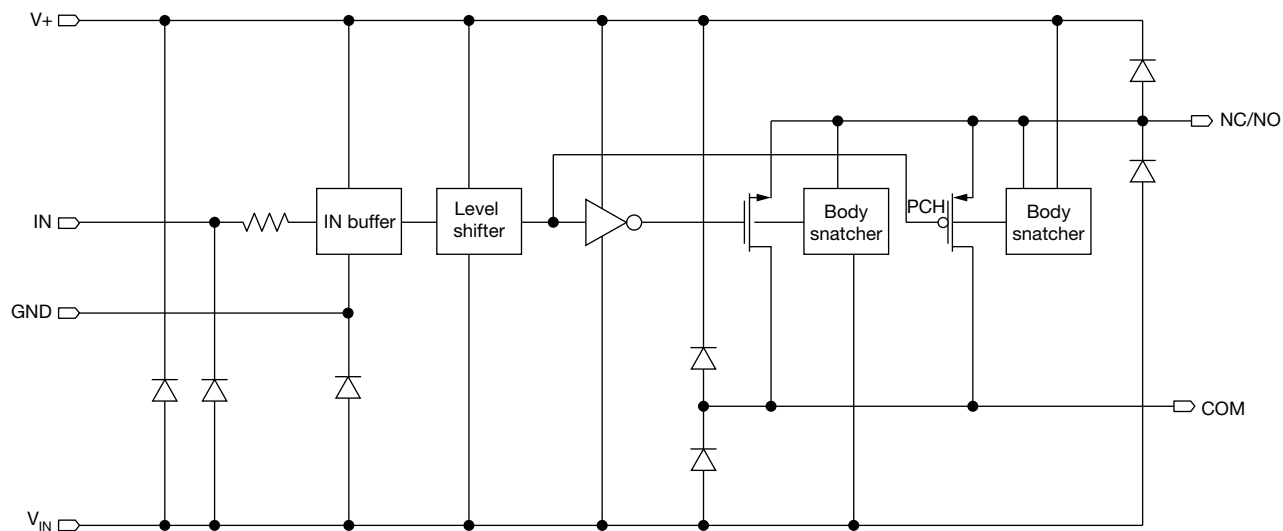 V+
NC/NO
IN
IN buffer
Level
shifter
Body
snatcher
PCH
Body
snatcher
GND
COM
VIN